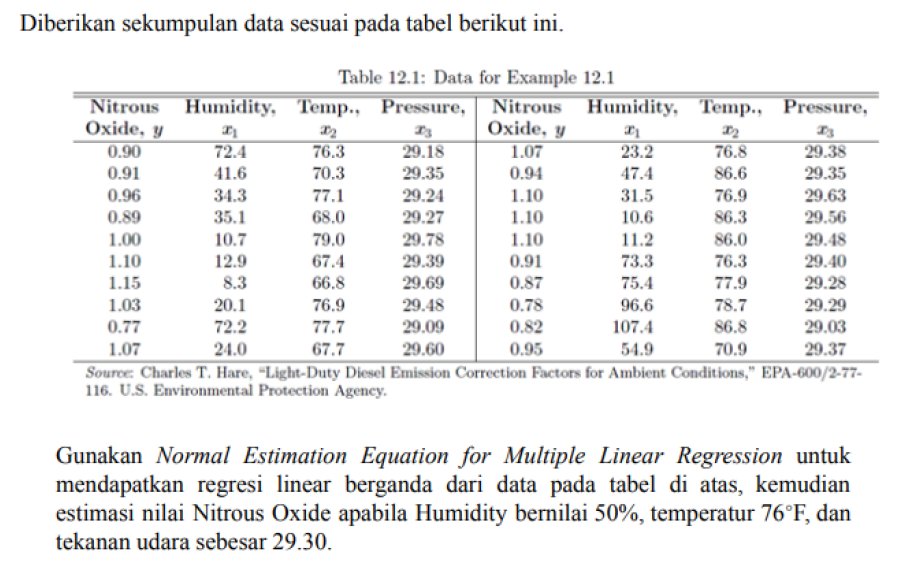 Diberikan sekumpulan data sesuai pada tabel berikut ini.
Table 12.1: Data for Example 12.1
Nitrous Humidity, Temp., Pressure, Nitrous Humidity, Temp., Pressure,
Oxide, y x₁ x₂ x₃ Oxide, y x₁ x₂ x₃
0.90 72.4 76.3 29.18 1.07 23.2 76.8 29.38
0.91 41.6 70.3 29.35 0.94 47.4 86.6 29.35
0.96 34.3 77.1 29.24 1.10 31.5 76.9 29.63
0.89 35.1 68.0 29.27 1.10 10.6 86.3 29.56
1.00 10.7 79.0 29.78 1.10 11.2 86.0 29.48
1.10 12.9 67.4 29.39 0.91 73.3 76.3 29.40
1.15 8.3 66.8 29.69 0.87 75.4 77.9 29.28
1.03 20.1 76.9 29.48 0.78 96.6 78.7 29.29
0.77 72.2 77.7 29.09 0.82 107.4 86.8 29.03
1.07 24.0 67.7 29.60 0.95 54.9 70.9 29.37
Source: Charles T. Hare, “Light-Duty Diesel Emission Correction Factors for Ambient Conditions,” EPA-600/2-77-
116. U.S. Environmental Protection Agency.
Gunakan Normal Estimation Equation for Multiple Linear Regression untuk
mendapatkan regresi linear berganda dari data pada tabel di atas, kemudian
estimasi nilai Nitrous Oxide apabila Humidity bernilai 50%, temperatur 76°F, dan
tekanan udara sebesar 29.30.